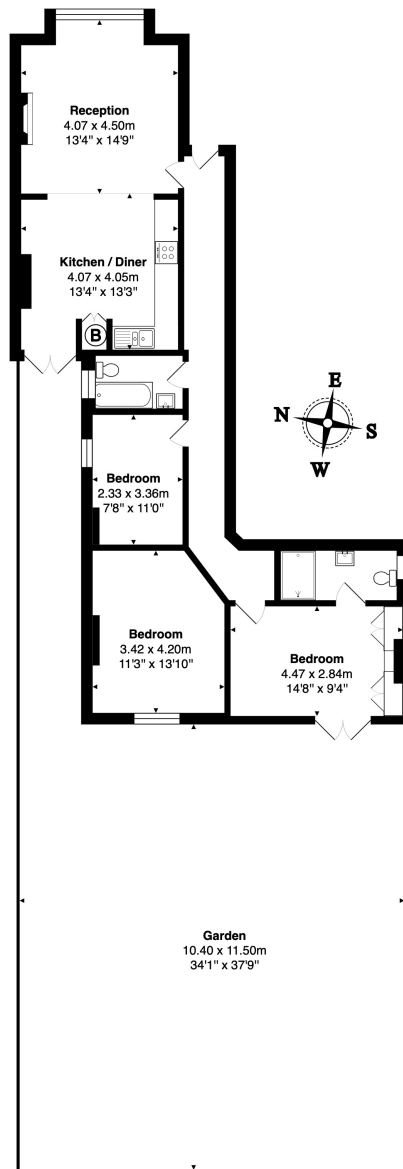 Reception
4.07 x 4.50m
13'4" x 14'9"
Kitchen / Diner
4.07 x 4.05m
13'4" x 13'3"
B
E
N
S
W
Bedroom
2.33 x 3.36m
7'8" x 11'0"
Bedroom
3.42 x 4.20m
11'3" x 13'10"
Bedroom
4.47 x 2.84m
14'8" x 9'4"
Garden
10.40 x 11.50m
34'1" x 37'9"